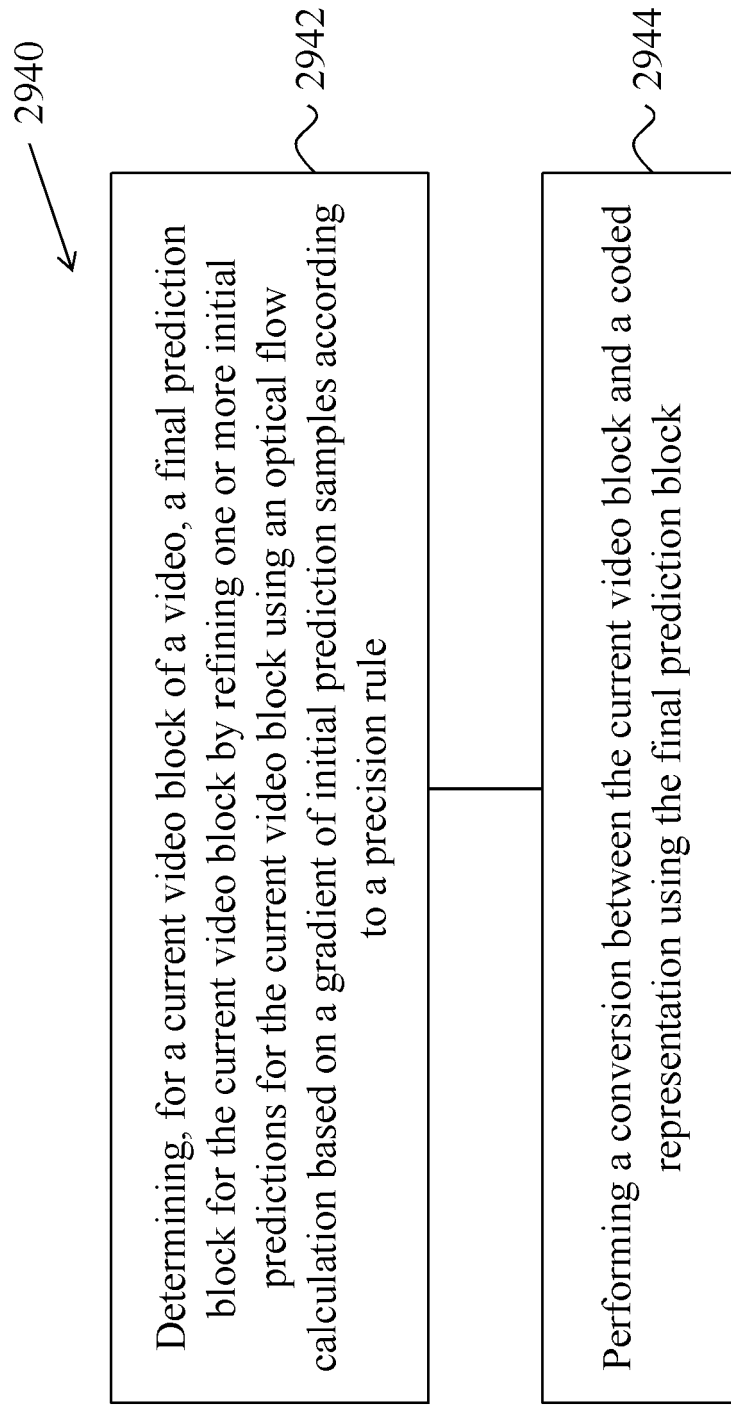 2940
Determining, for a current video block of a video, a final prediction
block for the current video block by refining one or more initial
predictions for the current video block using an optical flow
calculation based on a gradient of initial prediction samples according
to a precision rule
2942
Performing a conversion between the current video block and a coded
representation using the final prediction block
2944